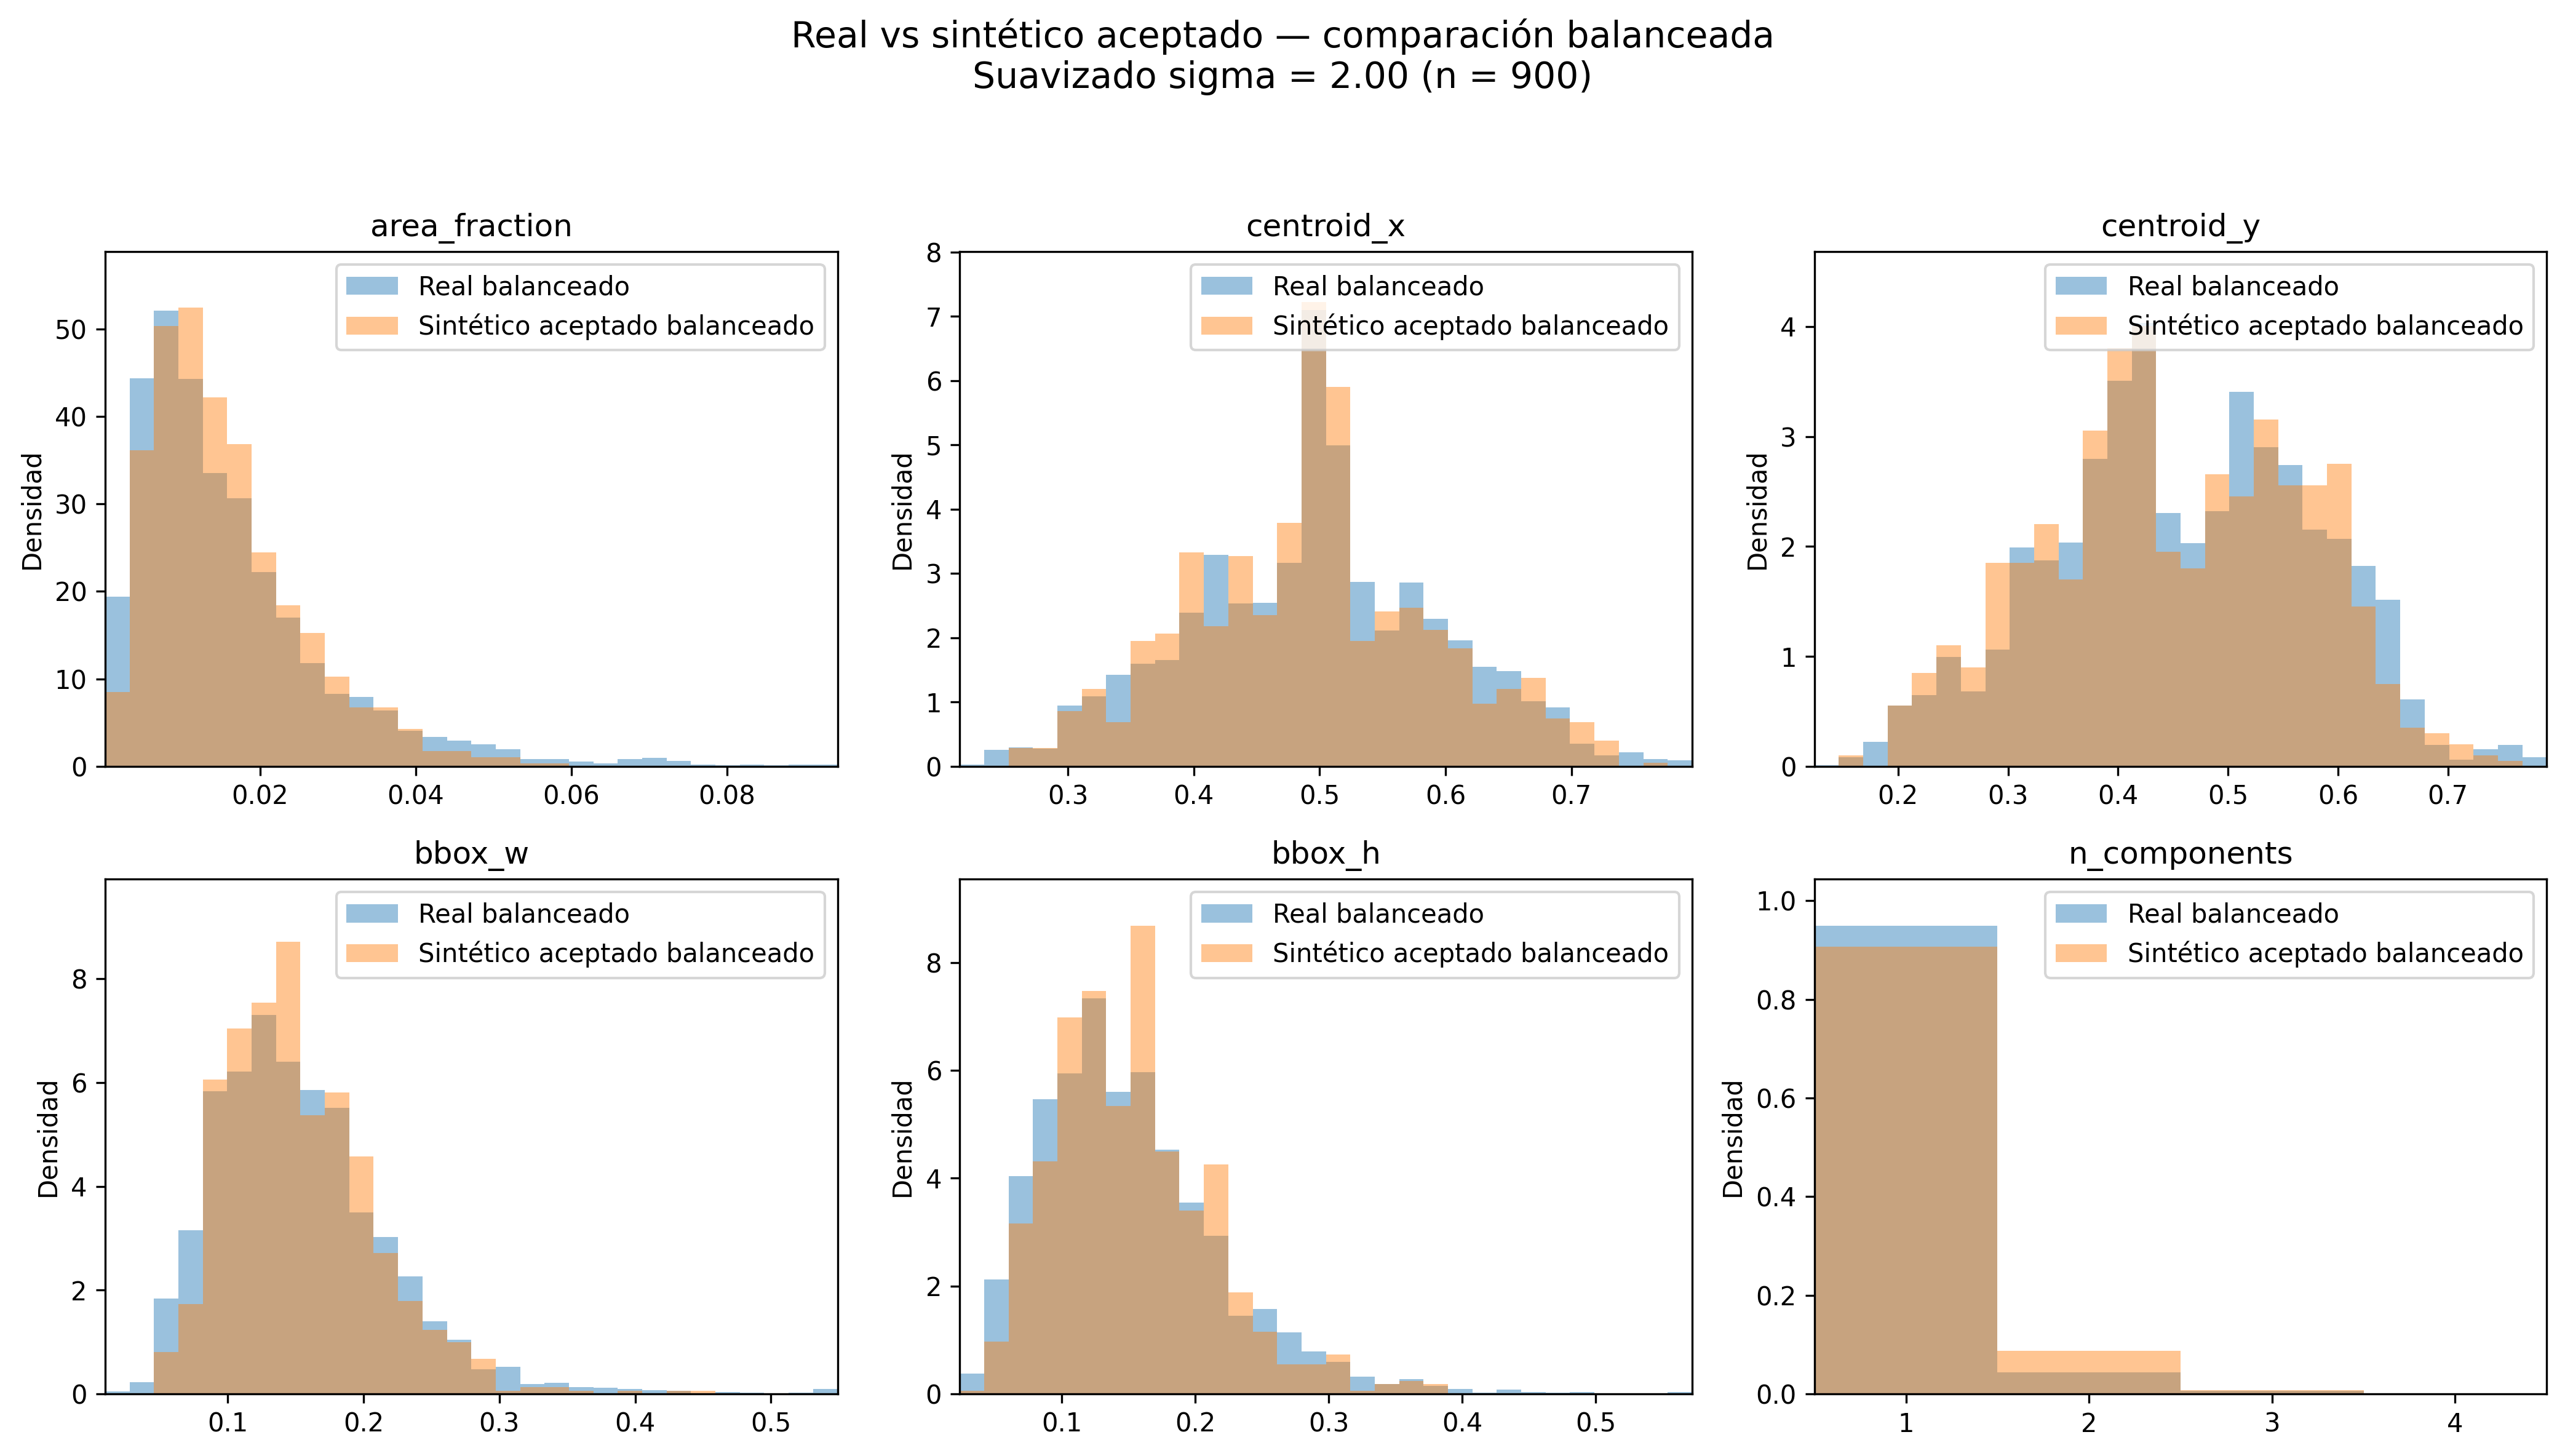 Real vs sintético aceptado — comparación balanceada
Suavizado sigma = 2.00 (n = 900)
area_fraction
Densidad
0
10
20
30
40
50
0.02
0.04
0.06
0.08
Real balanceado
Sintético aceptado balanceado
centroid_x
Densidad
0
1
2
3
4
5
6
7
8
0.3
0.4
0.5
0.6
0.7
Real balanceado
Sintético aceptado balanceado
centroid_y
Densidad
0
1
2
3
4
0.2
0.3
0.4
0.5
0.6
0.7
Real balanceado
Sintético aceptado balanceado
bbox_w
Densidad
0
2
4
6
8
0.1
0.2
0.3
0.4
0.5
Real balanceado
Sintético aceptado balanceado
bbox_h
Densidad
0
2
4
6
8
0.1
0.2
0.3
0.4
0.5
Real balanceado
Sintético aceptado balanceado
n_components
Densidad
0.0
0.2
0.4
0.6
0.8
1.0
1
2
3
4
Real balanceado
Sintético aceptado balanceado